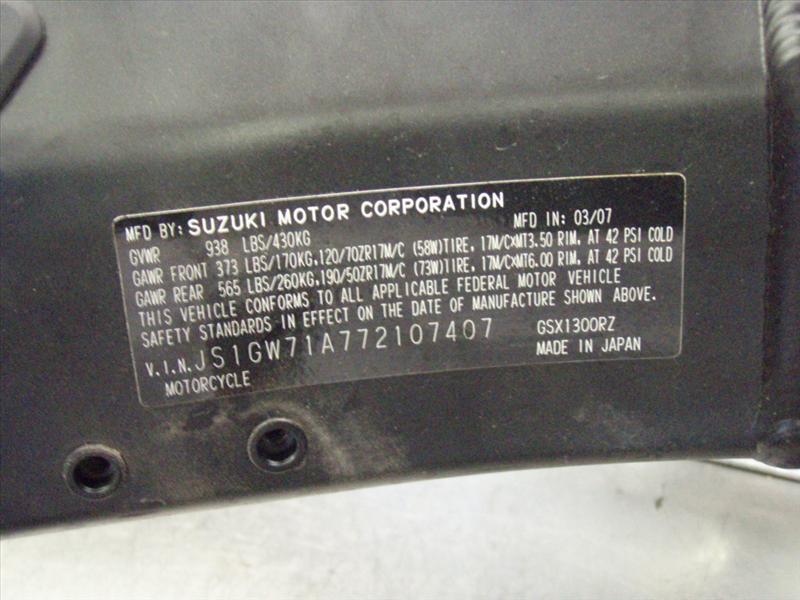 MFD BY: SUZUKI MOTOR CORPORATION MFD IN: 03/07
GVWR 938 LBS/430KG
GAWR FRONT 373 LBS/170KG,120/70ZR17M/C (58W)TIRE, 17M/C×MT3.50 RIM, AT 42 PSI COLD
GAWR REAR 565 LBS/260KG,190/50ZR17M/C (73W)TIRE, 17M/C×MT6.00 RIM, AT 42 PSI COLD
THIS VEHICLE CONFORMS TO ALL APPLICABLE FEDERAL MOTOR VEHICLE
SAFETY STANDARDS IN EFFECT ON THE DATE OF MANUFACTURE SHOWN ABOVE.
V.I.N. JS1GW71A772107407 GSX1300RZ
MOTORCYCLE MADE IN JAPAN